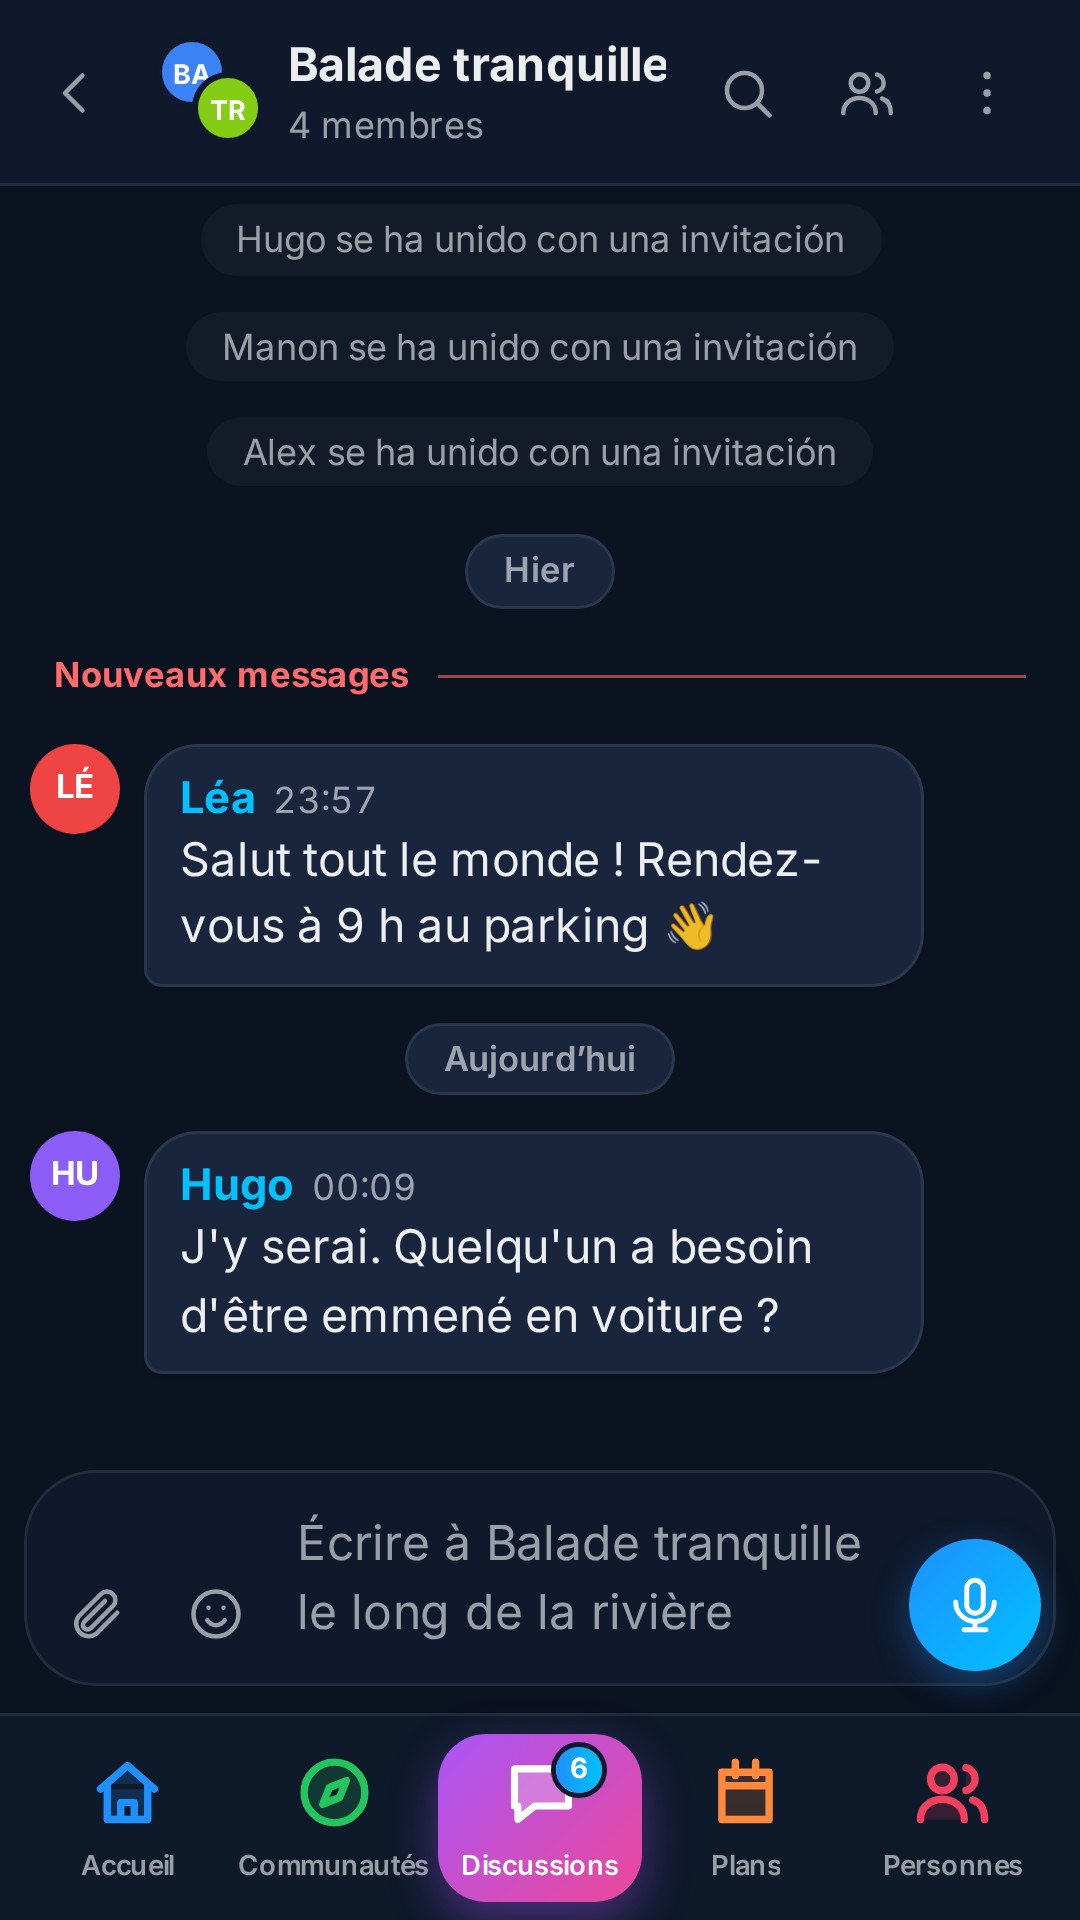 BA
TR
Balade tranquille
4 membres
Hugo se ha unido con una invitación
Manon se ha unido con una invitación
Alex se ha unido con una invitación
Hier
Nouveaux messages
LÉ
Léa 23:57
Salut tout le monde ! Rendez-
vous à 9 h au parking 👋
Aujourd’hui
HU
Hugo 00:09
J'y serai. Quelqu'un a besoin
d'être emmené en voiture ?
Écrire à Balade tranquille
le long de la rivière
6
Accueil
Communautés
Discussions
Plans
Personnes